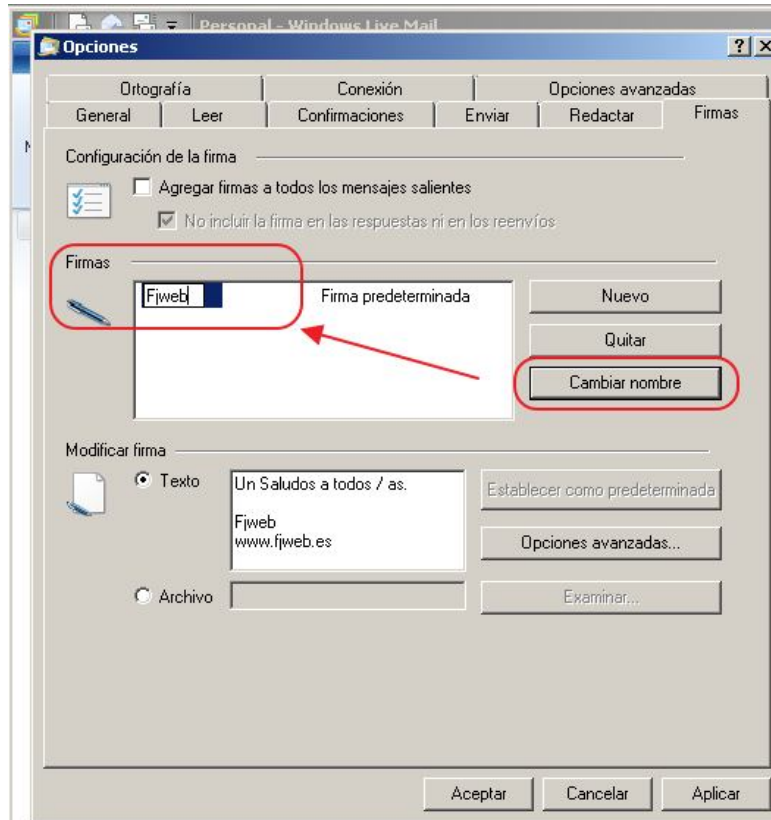 Personal - Windows Live Mail
Opciones
Ortografía Conexión Opciones avanzadas
General Leer Confirmaciones Enviar Redactar Firmas
Configuración de la firma
Agregar firmas a todos los mensajes salientes
No incluir la firma en las respuestas ni en los reenvíos
Firmas
Fjweb Firma predeterminada
Nuevo
Quitar
Cambiar nombre
Modificar firma
Texto
Un Saludos a todos / as.
Fjweb
www.fjweb.es
Establecer como predeterminada
Opciones avanzadas...
Archivo
Examinar...
Aceptar Cancelar Aplicar